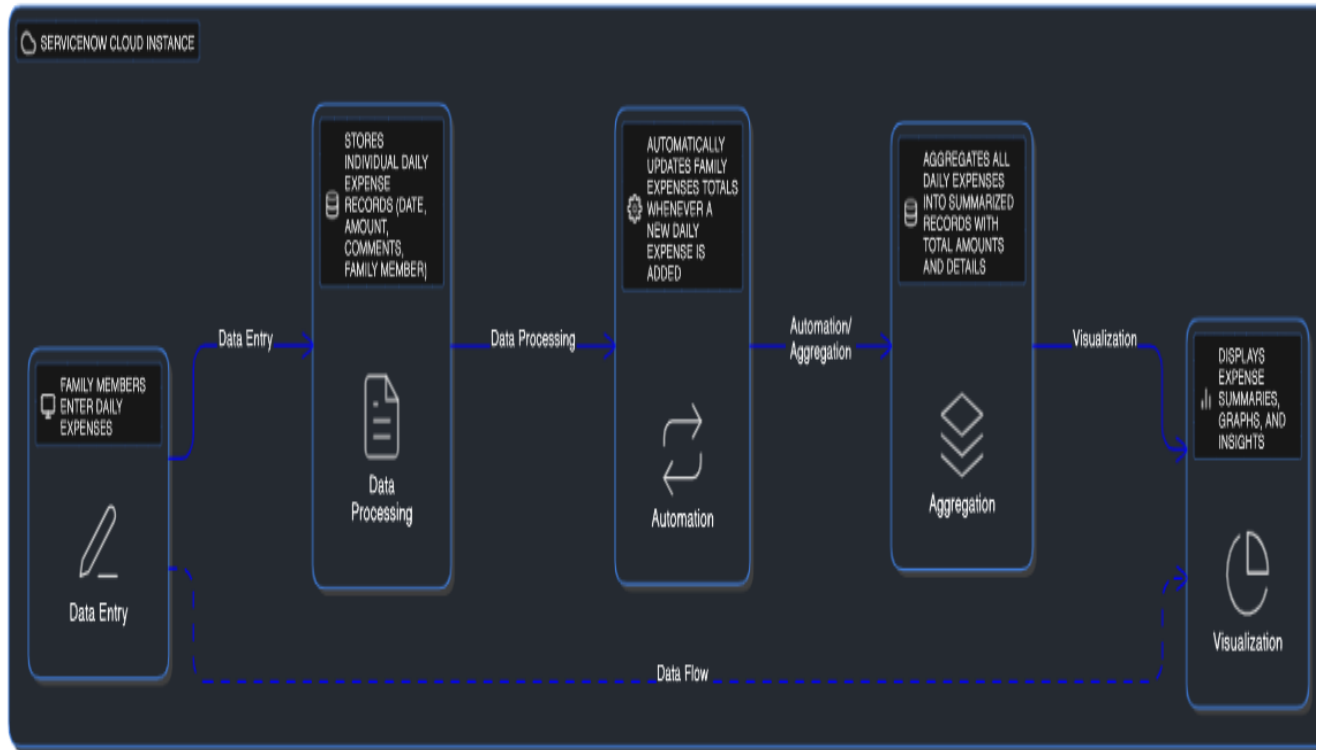 SERVICENOW CLOUD INSTANCE
FAMILY MEMBERS
ENTER DAILY
EXPENSES
Data Entry
Data Entry
STORES
INDIVIDUAL DAILY
EXPENSE
RECORDS (DATE,
AMOUNT,
COMMENTS,
FAMILY MEMBER)
Data
Processing
Data Processing
AUTOMATICALLY
UPDATES FAMILY
EXPENSES TOTALS
WHENEVER A
NEW DAILY
EXPENSE IS
ADDED
Automation
Automation/
Aggregation
AGGREGATES ALL
DAILY EXPENSES
INTO SUMMARIZED
RECORDS WITH
TOTAL AMOUNTS
AND DETAILS
Aggregation
Visualization
DISPLAYS
EXPENSE
SUMMARIES,
GRAPHS, AND
INSIGHTS
Visualization
Data Flow